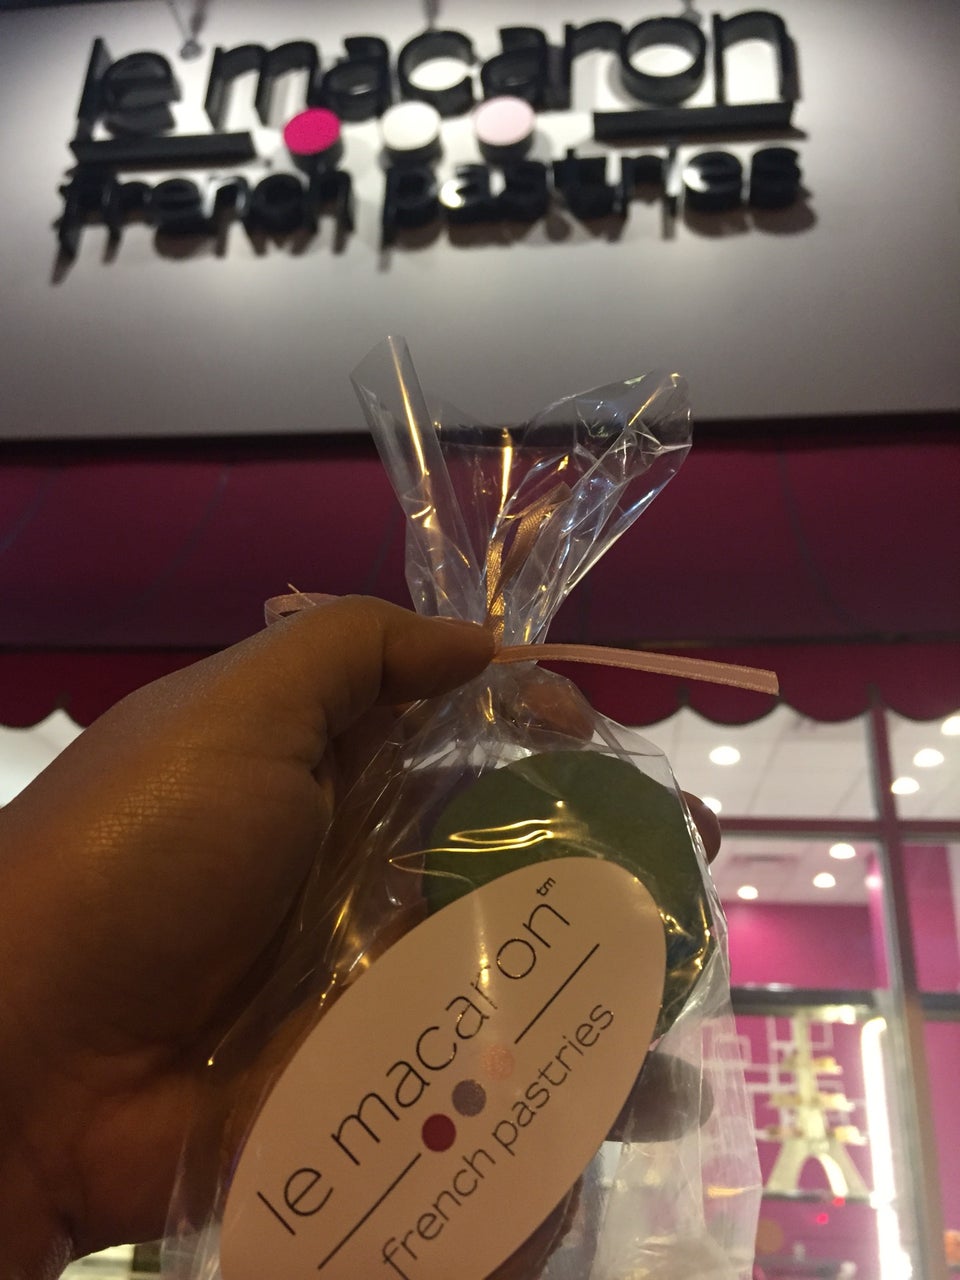 le macaron
french pastries
le macaron™
french pastries